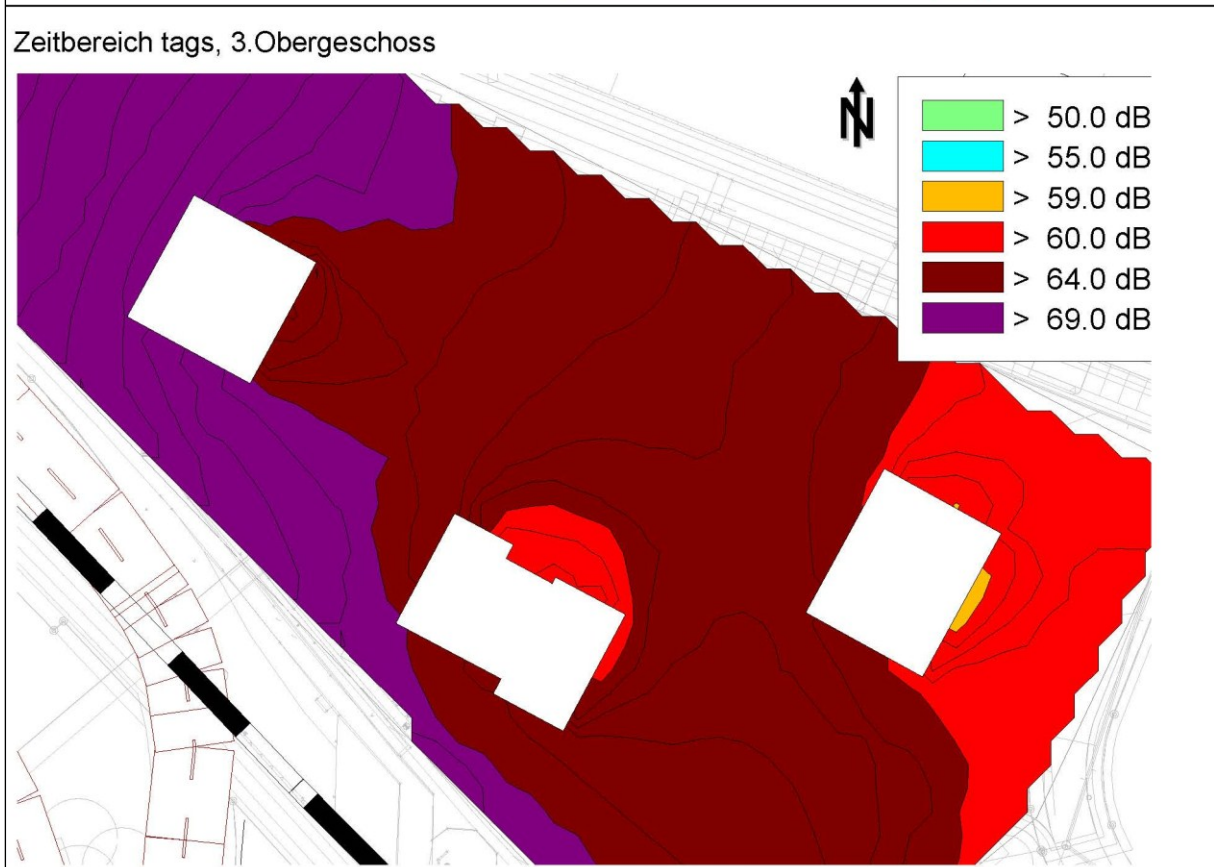 Zeitbereich tags, 3.Obergeschoss
N
> 50.0 dB
> 55.0 dB
> 59.0 dB
> 60.0 dB
> 64.0 dB
> 69.0 dB